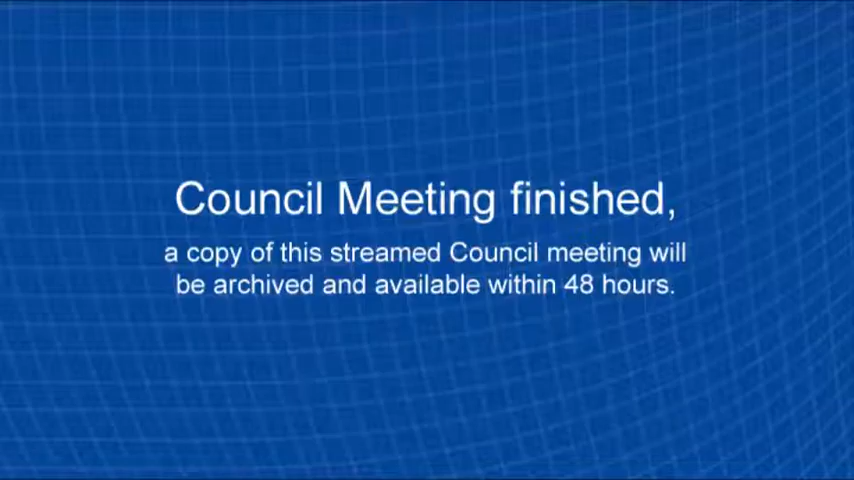 Council Meeting finished,
a copy of this streamed Council meeting will
be archived and available within 48 hours.